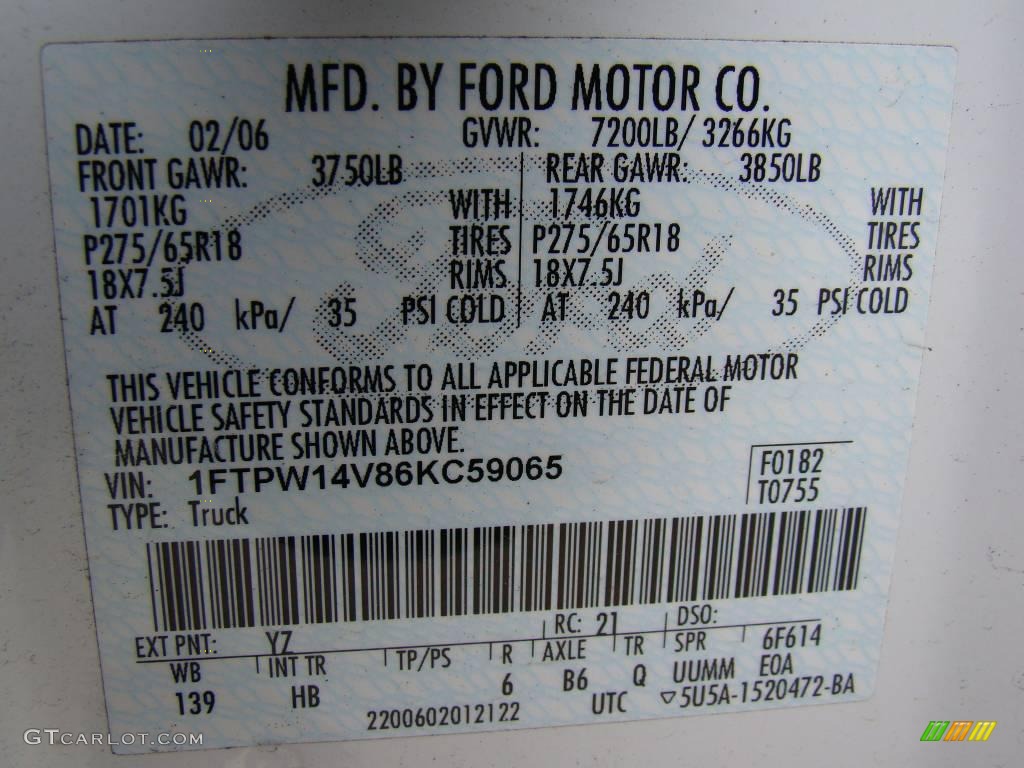 MFD. BY FORD MOTOR CO.
DATE: 02/06 GVWR: 7200LB/ 3266KG
FRONT GAWR: 3750LB REAR GAWR: 3850LB
1701KG WITH 1746KG WITH
P275/65R18 TIRES P275/65R18 TIRES
18X7.5J RIMS 18X7.5J RIMS
AT 240 kPa/ 35 PSI COLD AT 240 kPa/ 35 PSI COLD
Ford
THIS VEHICLE CONFORMS TO ALL APPLICABLE FEDERAL MOTOR
VEHICLE SAFETY STANDARDS IN EFFECT ON THE DATE OF
MANUFACTURE SHOWN ABOVE.
VIN: 1FTPW14V86KC59065 F0182
TYPE: Truck T0755
EXT PNT: YZ RC: 21 DSO:
WB INT TR TP/PS R AXLE TR SPR 6F614
139 HB 6 B6 Q UUMM E0A
2200602012122 UTC ▽5U5A-1520472-BA
GTCARLOT.COM